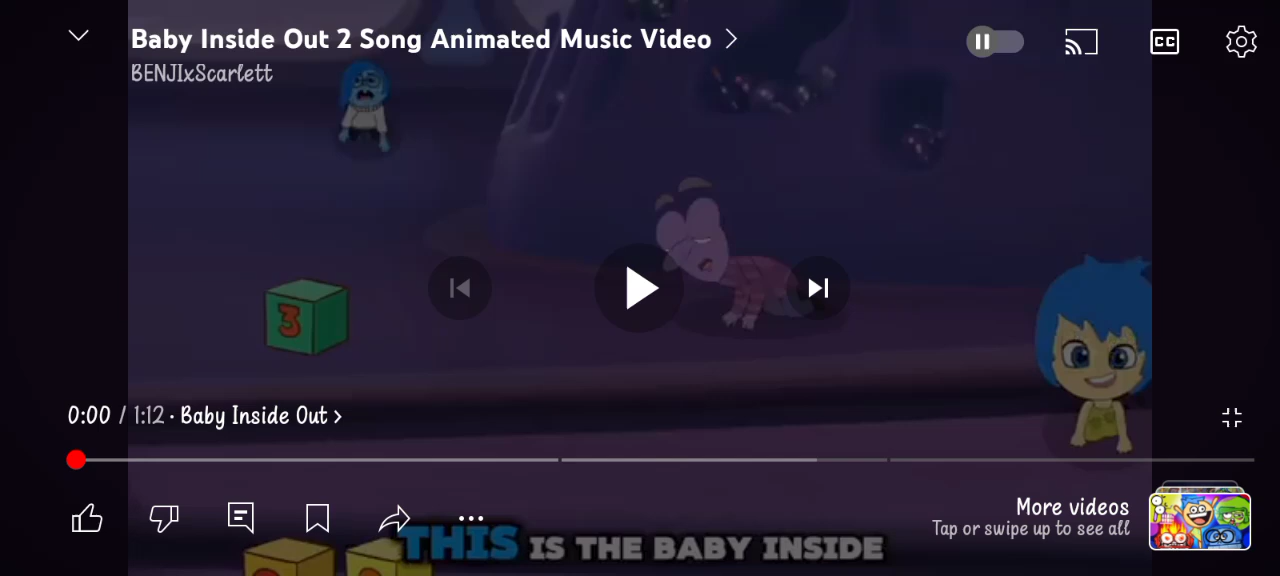 Baby Inside Out 2 Song Animated Music Video
BENJIxScarlett
CC
3
0:00 / 1:12 · Baby Inside Out
More videos
Tap or swipe up to see all
THIS IS THE BABY INSIDE